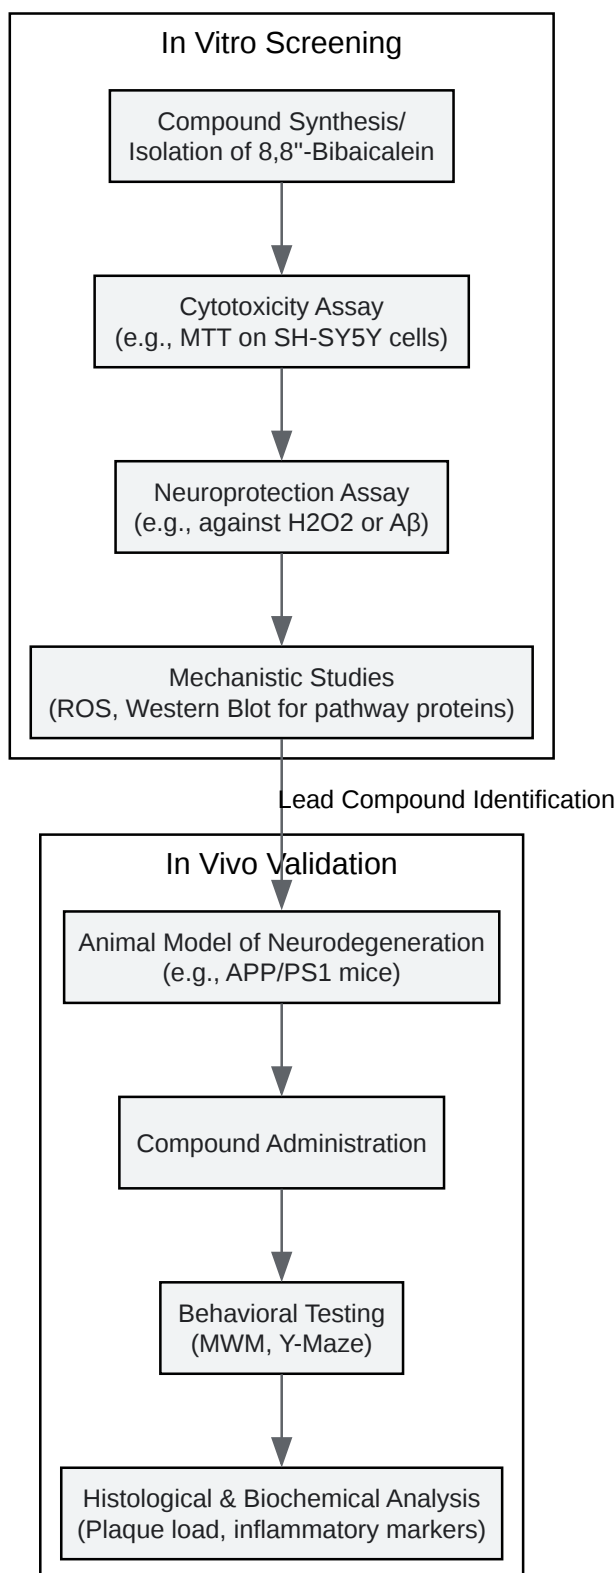 In Vitro Screening
Compound Synthesis/
Isolation of 8,8"-Bibaicalein
Cytotoxicity Assay
(e.g., MTT on SH-SY5Y cells)
Neuroprotection Assay
(e.g., against H2O2 or Aβ)
Mechanistic Studies
(ROS, Western Blot for pathway proteins)
Lead Compound Identification
In Vivo Validation
Animal Model of Neurodegeneration
(e.g., APP/PS1 mice)
Compound Administration
Behavioral Testing
(MWM, Y-Maze)
Histological & Biochemical Analysis
(Plaque load, inflammatory markers)